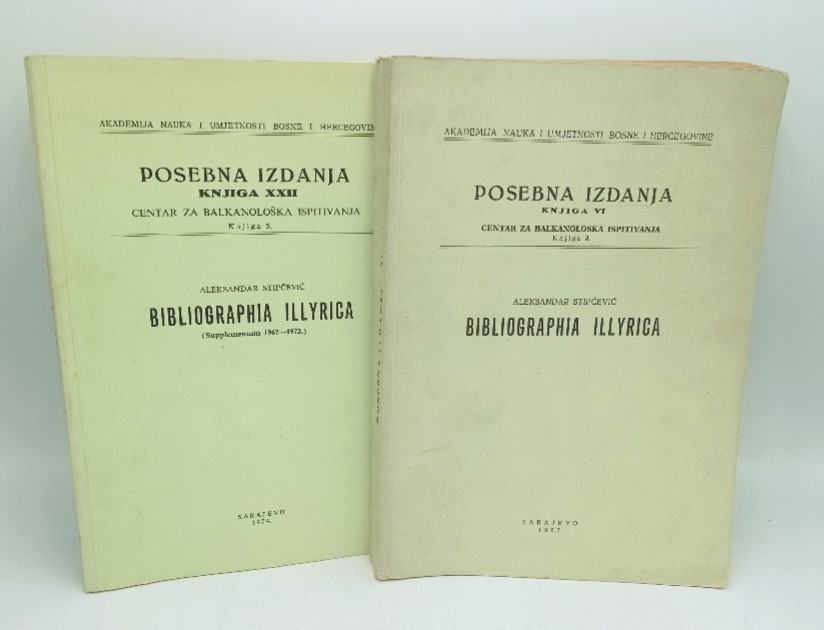 AKADEMIJA NAUKA I UMJETNOSTI BOSNE I HERCEGOVIN
POSEBNA IZDANJA
KNJIGA XXII
CENTAR ZA BALKANOLOŠKA ISPITIVANJA
Knjiga 5.
ALEKSANDAR STIPČEVIĆ
BIBLIOGRAPHIA ILLYRICA
(Supplementum 1967—1972.)
SARAJEVO
1974.
AKADEMIJA NAUKA I UMJETNOSTI BOSNE I HERCEGOVINE
POSEBNA IZDANJA
KNJIGA VI
CENTAR ZA BALKANOLOŠKA ISPITIVANJA
Knjiga 3.
ALEKSANDAR STIPČEVIĆ
BIBLIOGRAPHIA ILLYRICA
SARAJEVO
1967